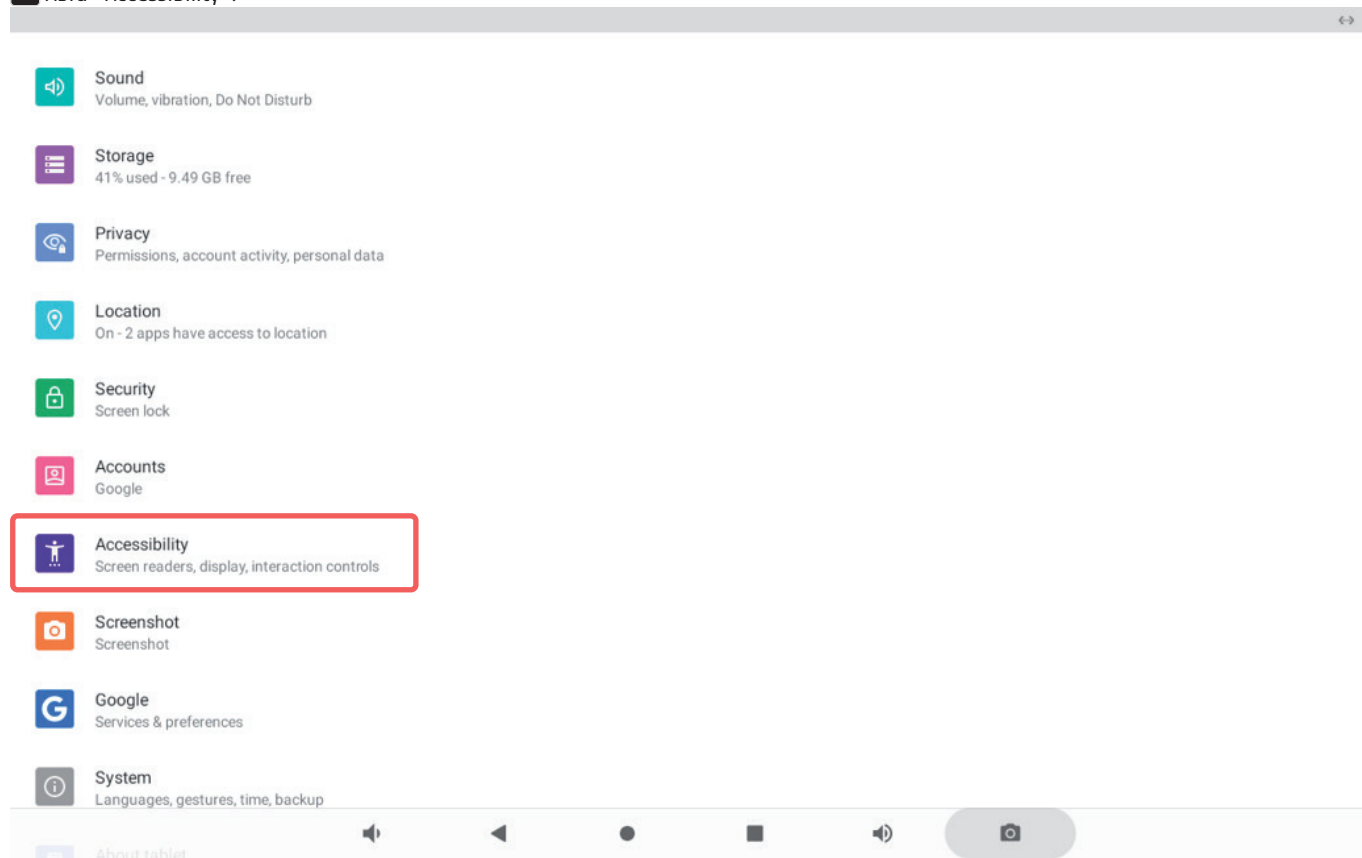 Sound
Volume, vibration, Do Not Disturb
Storage
41% used - 9.49 GB free
Privacy
Permissions, account activity, personal data
Location
On - 2 apps have access to location
Security
Screen lock
Accounts
Google
Accessibility
Screen readers, display, interaction controls
Screenshot
Screenshot
Google
Services & preferences
System
Languages, gestures, time, backup
About tablet